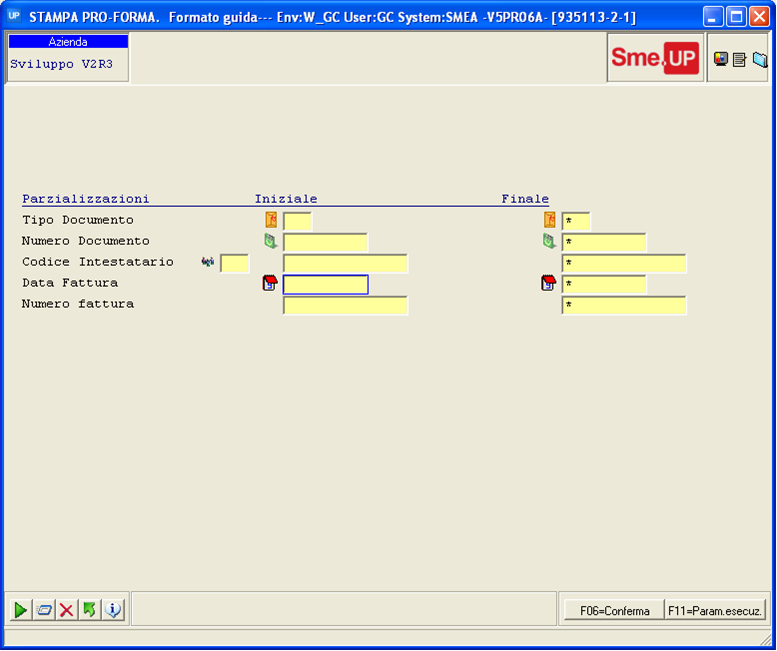 UP STAMPA PRO-FORMA. Formato guida--- Env:W_GC User:GC System:SMEA -V5PRO6A- [935113-2-1]
Azienda
Sviluppo V2R3
Sme.UP
Parzializzazioni Iniziale Finale
Tipo Documento *
Numero Documento *
Codice Intestatario *
Data Fattura *
Numero fattura *
F06=Conferma F11=Param.esecuz.